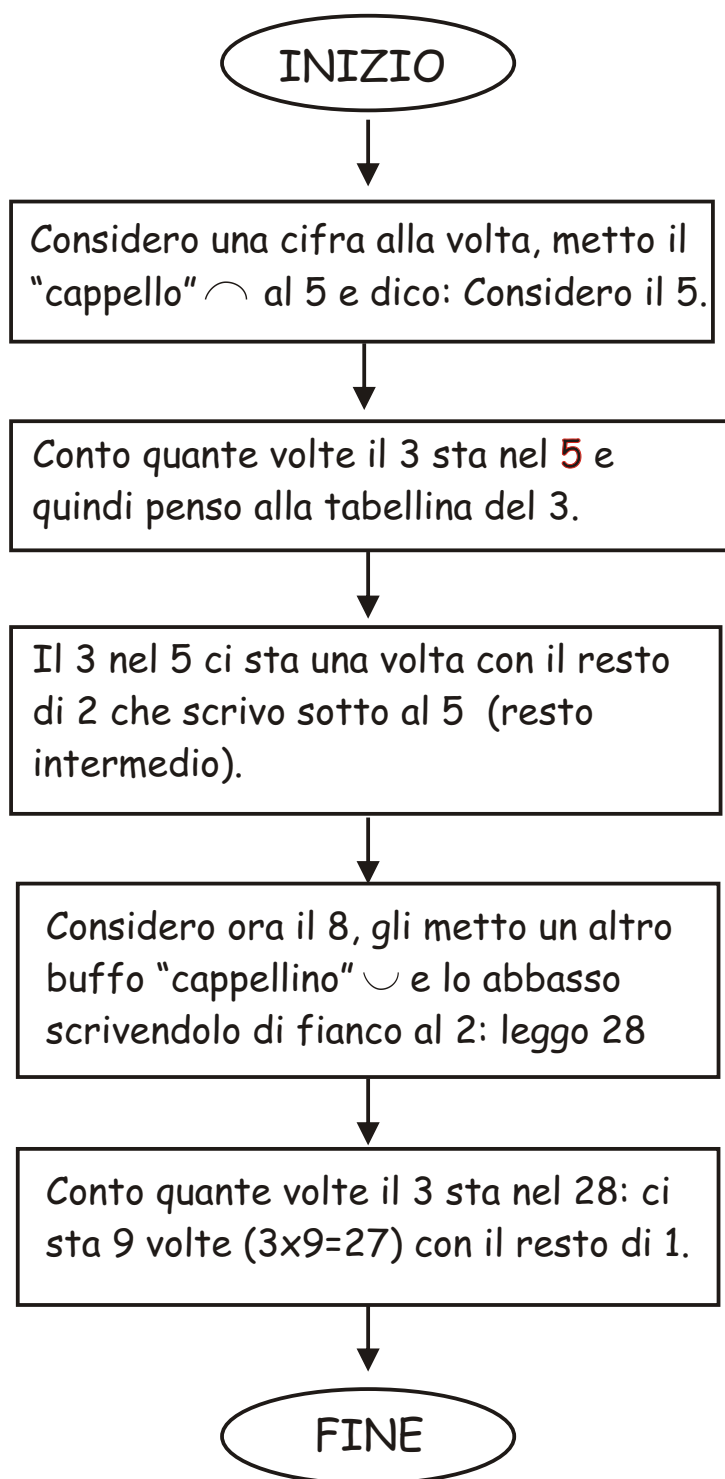 INIZIO
Considero una cifra alla volta, metto il
“cappello” al 5 e dico: Considero il 5.
Conto quante volte il 3 sta nel 5 e
quindi penso alla tabellina del 3.
Il 3 nel 5 ci sta una volta con il resto
di 2 che scrivo sotto al 5 (resto
intermedio).
Considero ora il 8, gli metto un altro
buffo “cappellino” e lo abbasso
scrivendolo di fianco al 2: leggo 28
Conto quante volte il 3 sta nel 28: ci
sta 9 volte (3x9=27) con il resto di 1.
FINE